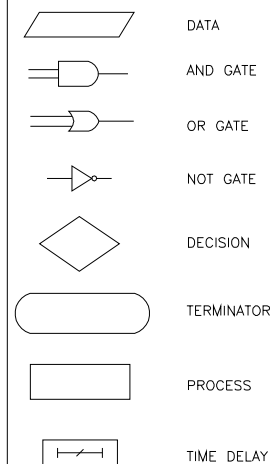 DATA
AND GATE
OR GATE
NOT GATE
DECISION
TERMINATOR
PROCESS
TIME DELAY